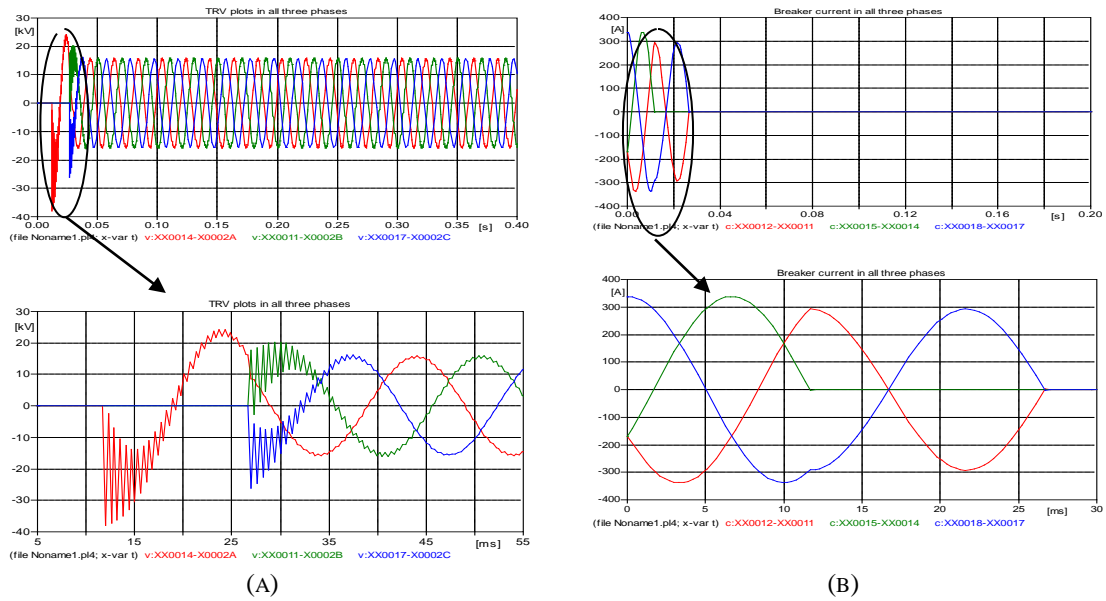 TRV plots in all three phases
[kV]
30
20
10
0
-10
-20
-30
-40
0.00 0.05 0.10 0.15 0.20 0.25 0.30 0.35 [s] 0.40
(file Noname1.pl4; x-var t) v:XX0014-X0002A v:XX0011-X0002B v:XX0017-X0002C
TRV plots in all three phases
[kV]
30
20
10
0
-10
-20
-30
-40
5 15 25 35 45 [ms] 55
(file Noname1.pl4; x-var t) v:XX0014-X0002A v:XX0011-X0002B v:XX0017-X0002C
(A)
Breaker current in all three phases
400
[A]
300
200
100
0
-100
-200
-300
-400
0.00 0.04 0.08 0.12 0.16 [s] 0.20
(file Noname1.pl4; x-var t) c:XX0012-XX0011 c:XX0015-XX0014 c:XX0018-XX0017
Breaker current in all three phases
400
[A]
300
200
100
0
-100
-200
-300
-400
0 5 10 15 20 25 [ms] 30
(file Noname1.pl4; x-var t) c:XX0012-XX0011 c:XX0015-XX0014 c:XX0018-XX0017
(B)